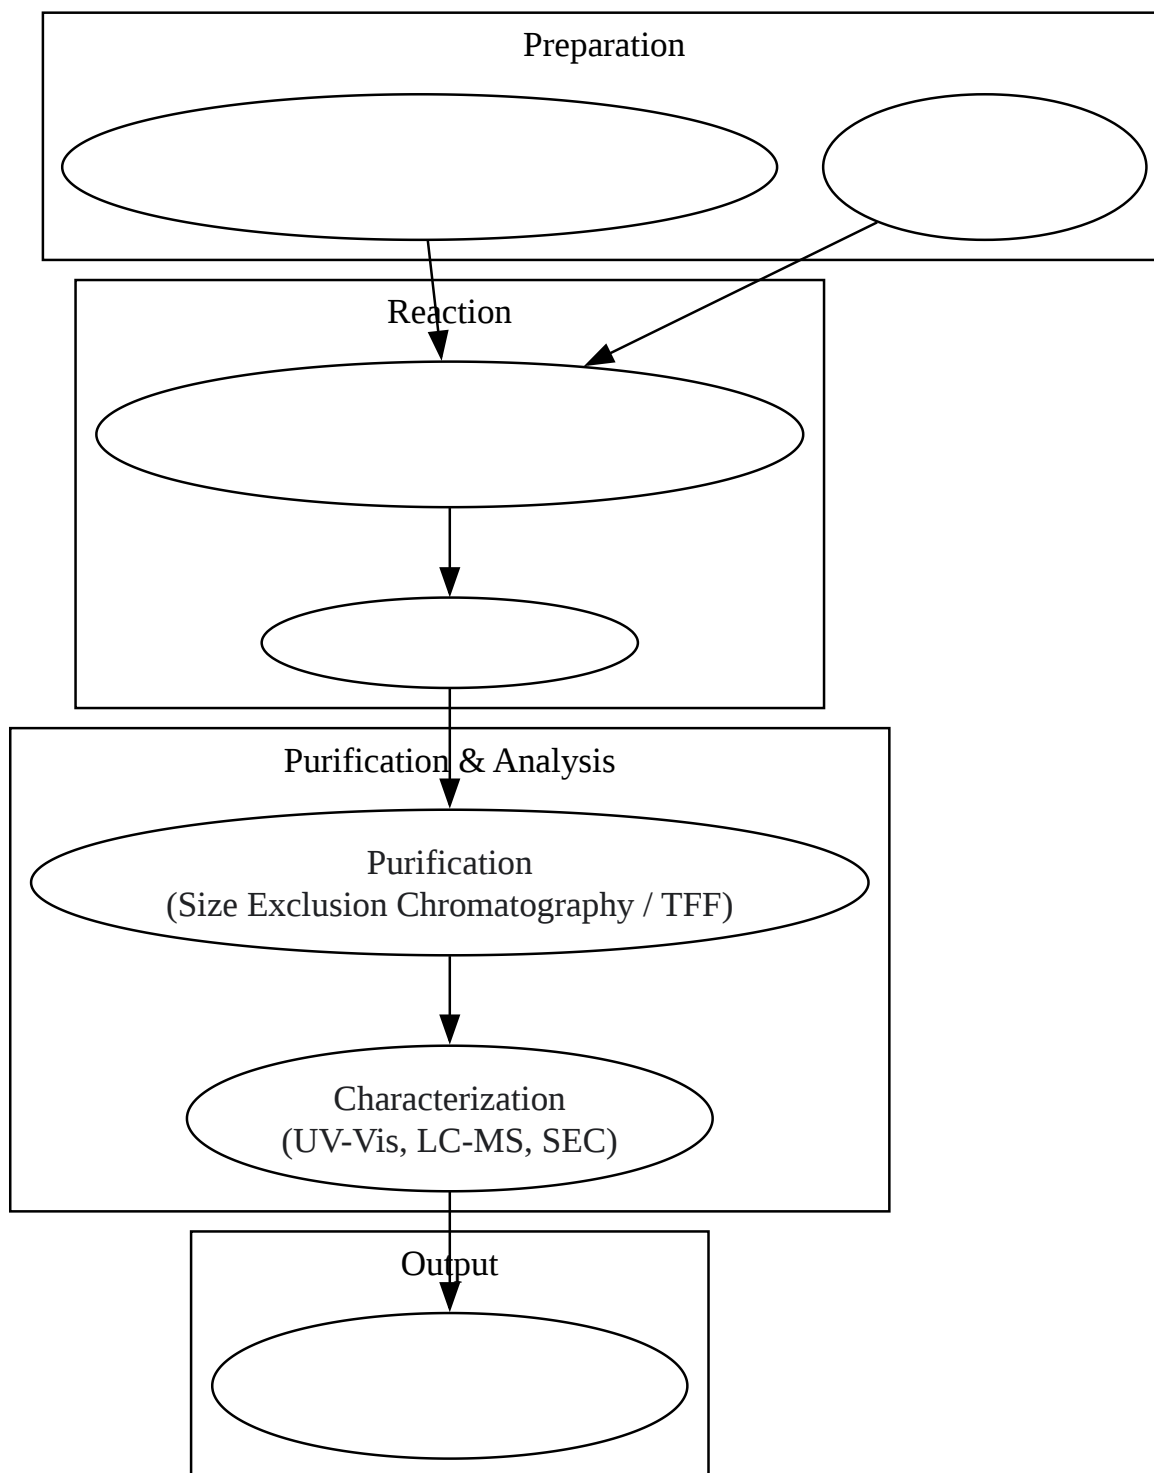 Preparation
Reaction
Purification & Analysis
Purification
(Size Exclusion Chromatography / TFF)
Characterization
(UV-Vis, LC-MS, SEC)
Output